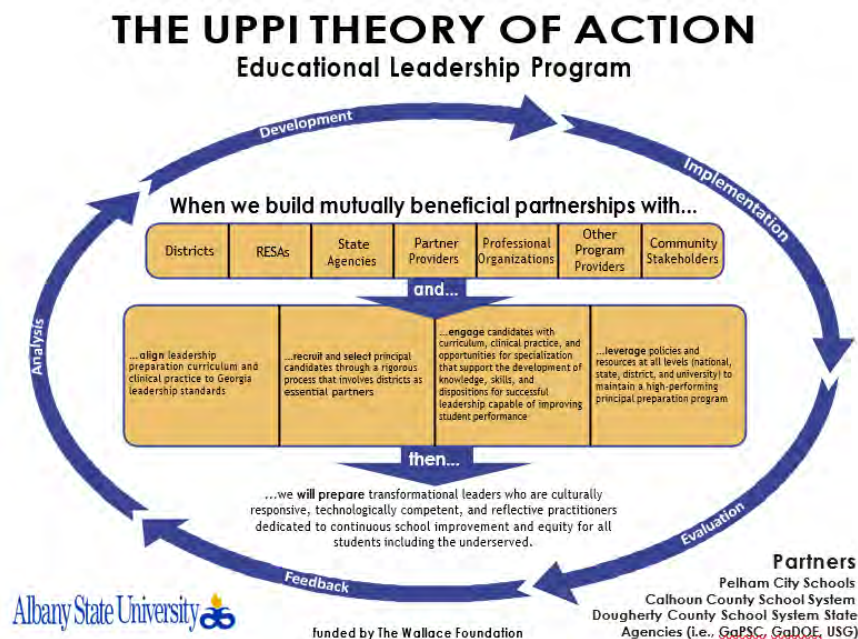 THE UPPI THEORY OF ACTION
Educational Leadership Program
Development
Implementation
When we build mutually beneficial partnerships with...
Districts
RESAs
State
Agencies
Partner
Providers
Professional
Organizations
Other
Program
Providers
Community
Stakeholders
and...
...align leadership
preparation curriculum and
clinical practice to Georgia
leadership standards
...recruit and select principal
candidates through a rigorous
process that involves districts as
essential partners
...engage candidates with
curriculum, clinical practice, and
opportunities for specialization
that support the development of
knowledge, skills, and
dispositions for successful
leadership capable of improving
student performance
...leverage policies and
resources at all levels (national,
state, district, and university) to
maintain a high-performing
principal preparation program
Analysis
then...
...we will prepare transformational leaders who are culturally
responsive, technologically competent, and reflective practitioners
dedicated to continuous school improvement and equity for all
students including the underserved.
Evaluation
Feedback
Partners
Pelham City Schools
Calhoun County School System
Dougherty County School System State
Agencies (i.e., GaPSC, GaDOE, USG)
Albany State University
funded by The Wallace Foundation